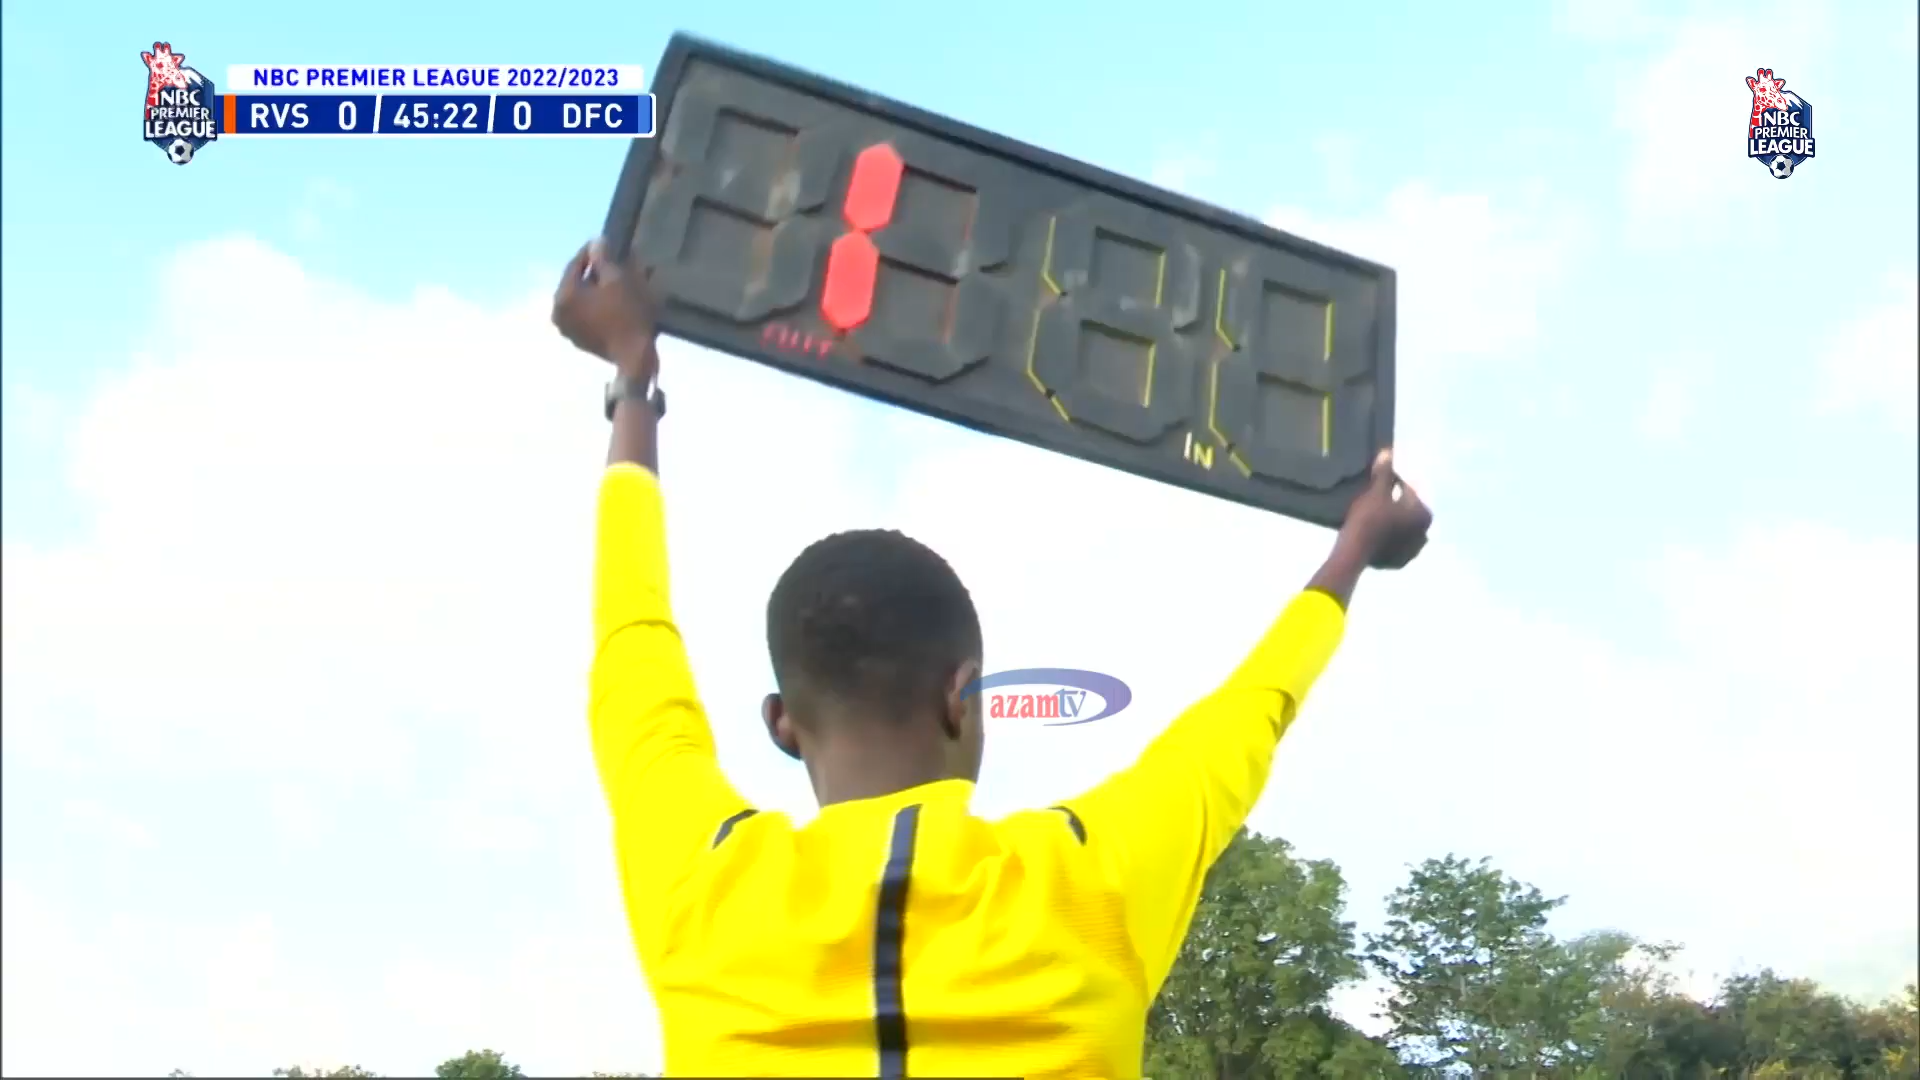 NBC PREMIER LEAGUE 2022/2023
NBC
PREMIER
LEAGUE
RVS 0 45:22 0 DFC
NBC
PREMIER
LEAGUE
1
OUT
IN
azamtv